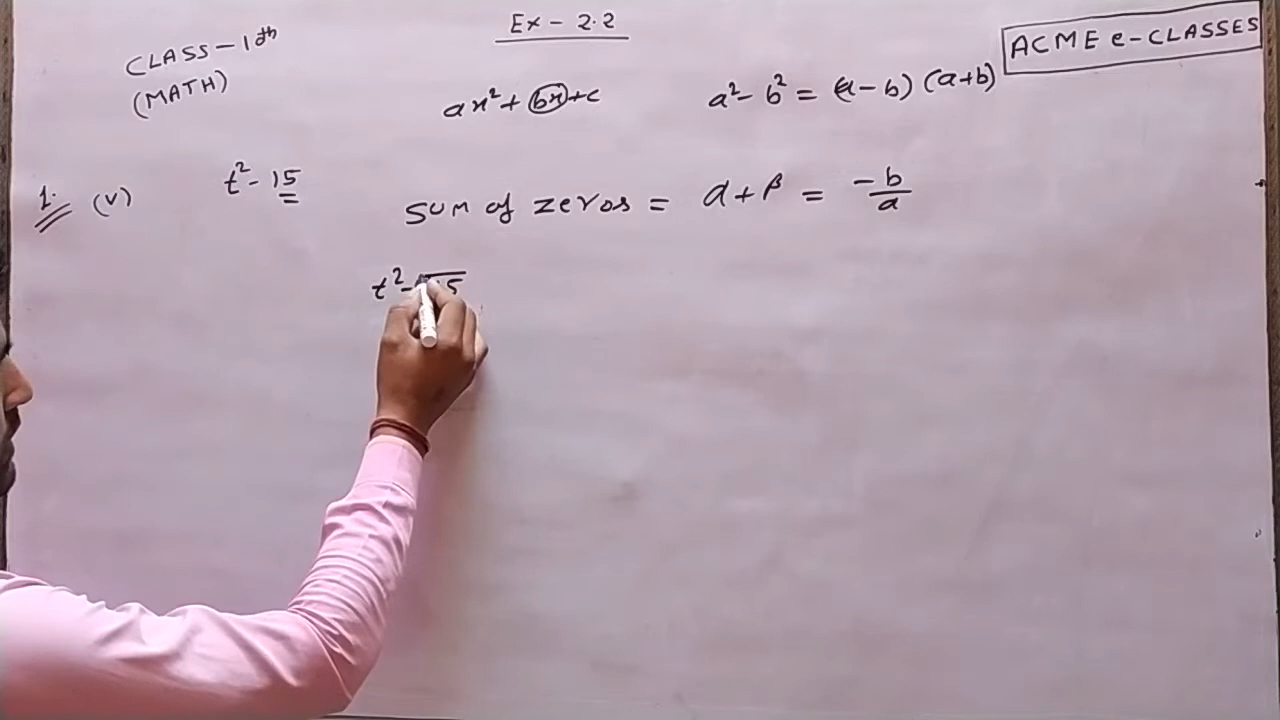 Ex - 2.2
CLASS - 10th
(MATH)
ACME e-CLASSES
ax² + bx + c
a² - b² = (a - b) (a + b)
1. (v) t² - 15
sum of zeros = α + β = -b/a
t² - √15